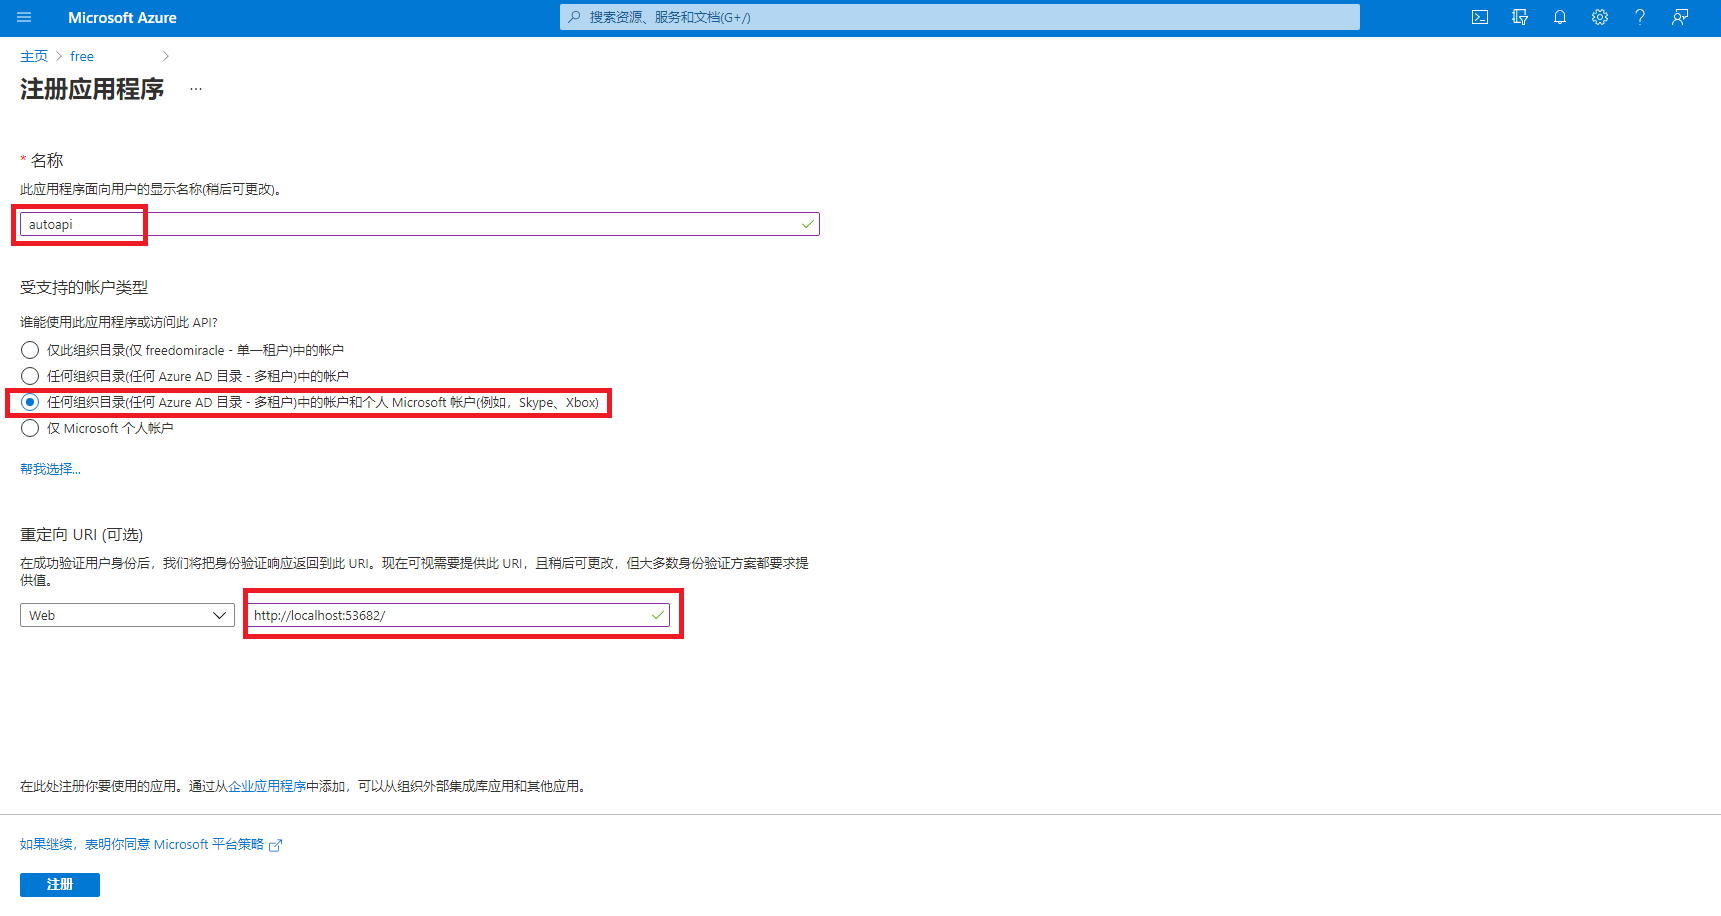 Microsoft Azure
搜索资源、服务和文档(G+/)
主页 > free >
注册应用程序 ...
* 名称
此应用程序面向用户的显示名称(稍后可更改)。
autoapi
受支持的帐户类型
谁能使用此应用程序或访问此 API?
仅此组织目录(仅 freedomiracle - 单一租户)中的帐户
任何组织目录(任何 Azure AD 目录 - 多租户)中的帐户
任何组织目录(任何 Azure AD 目录 - 多租户)中的帐户和个人 Microsoft 帐户(例如，Skype、Xbox)
仅 Microsoft 个人帐户
帮我选择...
重定向 URI (可选)
在成功验证用户身份后，我们将把身份验证响应返回到此 URI。现在可视需要提供此 URI，且稍后可更改，但大多数身份验证方案都要求提
供值。
Web
http://localhost:53682/
在此处注册你要使用的应用。通过从企业应用程序中添加，可以从组织外部集成库应用和其他应用。
如果继续，表明你同意 Microsoft 平台策略
注册